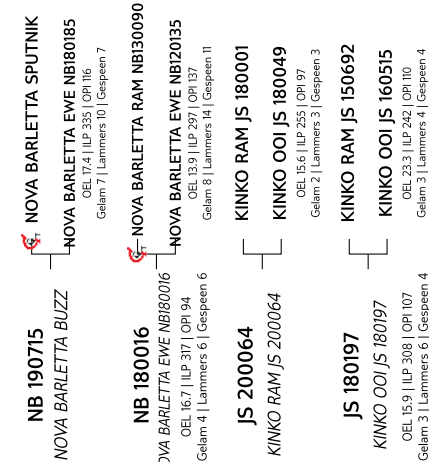 NB 190715
NOVA BARLETTA BUZZ
NOVA BARLETTA SPUTNIK
NOVA BARLETTA EWE NB180185
OEL 17.4 | ILP 335 | OPI 116
Gelam 7 | Lammers 10 | Gespeen 7
NB 180016
OVA BARLETTA EWE NB180016
OEL 16.7 | ILP 317 | OPI 94
Gelam 4 | Lammers 6 | Gespeen 6
NOVA BARLETTA RAM NB130090
NOVA BARLETTA EWE NB120135
OEL 13.9 | ILP 297 | OPI 137
Gelam 8 | Lammers 14 | Gespeen 11
JS 200064
KINKO RAM JS 200064
KINKO RAM JS 180001
KINKO OOI JS 180049
OEL 15.6 | ILP 255 | OPI 97
Gelam 2 | Lammers 3 | Gespeen 3
JS 180197
KINKO OOI JS 180197
OEL 15.9 | ILP 308 | OPI 107
Gelam 3 | Lammers 6 | Gespeen 4
KINKO RAM JS 150692
KINKO OOI JS 160515
OEL 23.3 | ILP 242 | OPI 110
Gelam 3 | Lammers 4 | Gespeen 4